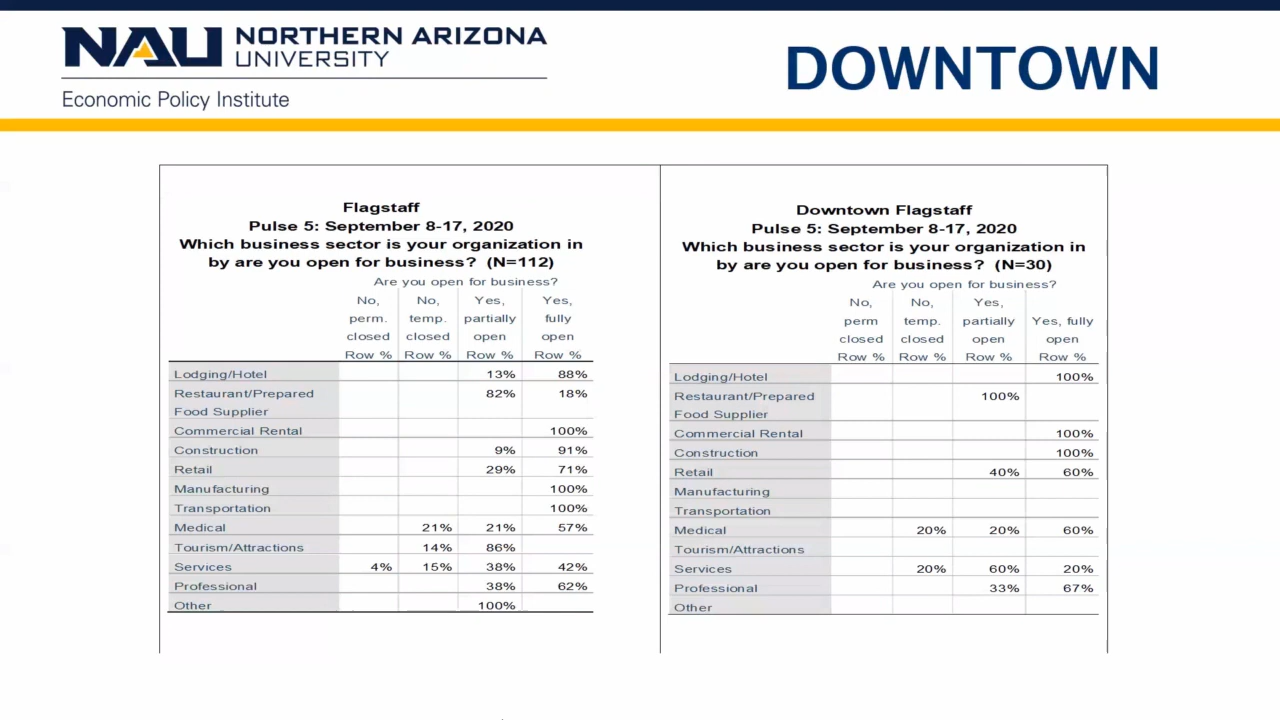 NAU NORTHERN ARIZONA
UNIVERSITY
Economic Policy Institute
DOWNTOWN
Flagstaff
Pulse 5: September 8-17, 2020
Which business sector is your organization in
by are you open for business? (N=112)
Are you open for business?
No, No, Yes, Yes,
perm. temp. partially fully
closed closed open open
Row % Row % Row % Row %
Lodging/Hotel 13% 88%
Restaurant/Prepared 82% 18%
Food Supplier
Commercial Rental 100%
Construction 9% 91%
Retail 29% 71%
Manufacturing 100%
Transportation 100%
Medical 21% 21% 57%
Tourism/Attractions 14% 86%
Services 4% 15% 38% 42%
Professional 38% 62%
Other 100%
Downtown Flagstaff
Pulse 5: September 8-17, 2020
Which business sector is your organization in
by are you open for business? (N=30)
Are you open for business?
No, No, Yes,
perm temp. partially Yes, fully
closed closed open open
Row % Row % Row % Row %
Lodging/Hotel 100%
Restaurant/Prepared 100%
Food Supplier
Commercial Rental 100%
Construction 100%
Retail 40% 60%
Manufacturing
Transportation
Medical 20% 20% 60%
Tourism/Attractions
Services 20% 60% 20%
Professional 33% 67%
Other